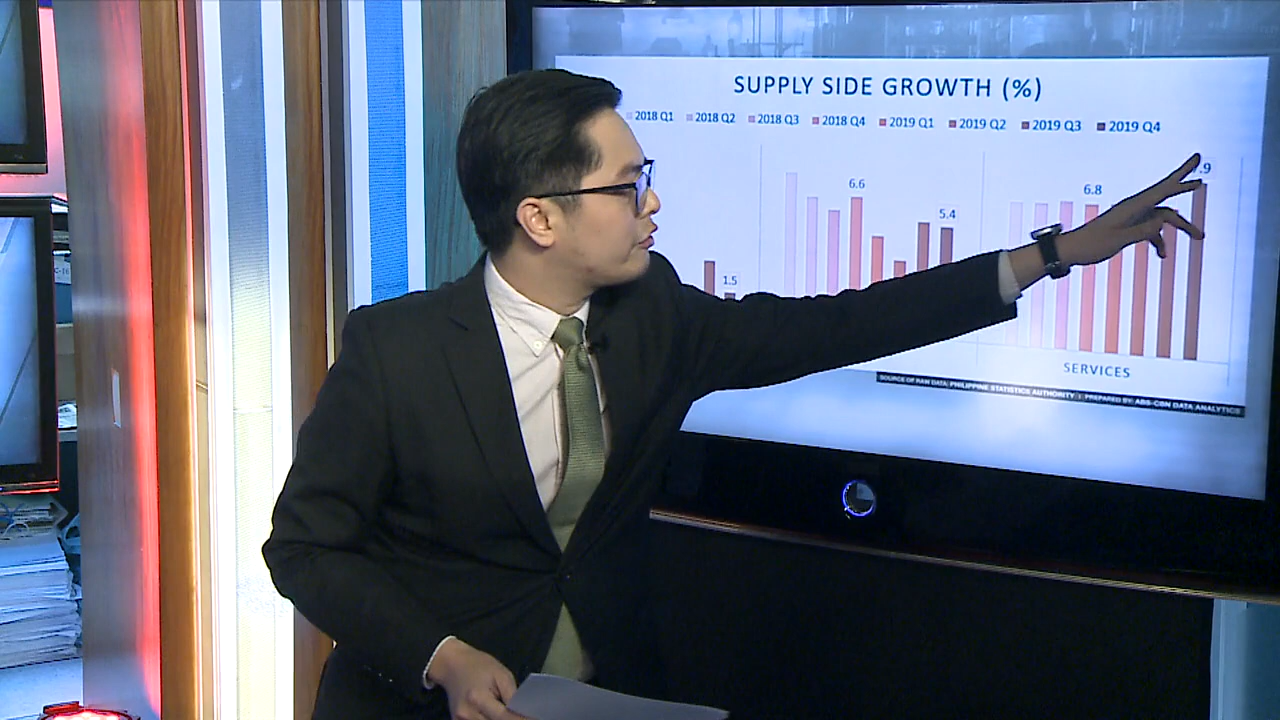 SUPPLY SIDE GROWTH (%)
2018 Q1 2018 Q2 2018 Q3 2018 Q4 2019 Q1 2019 Q2 2019 Q3 2019 Q4
1.5 6.6 5.4 6.8 .9
SERVICES
SOURCE OF RAW DATA: PHILIPPINE STATISTICS AUTHORITY | PREPARED BY: ABS-CBN DATA ANALYTICS